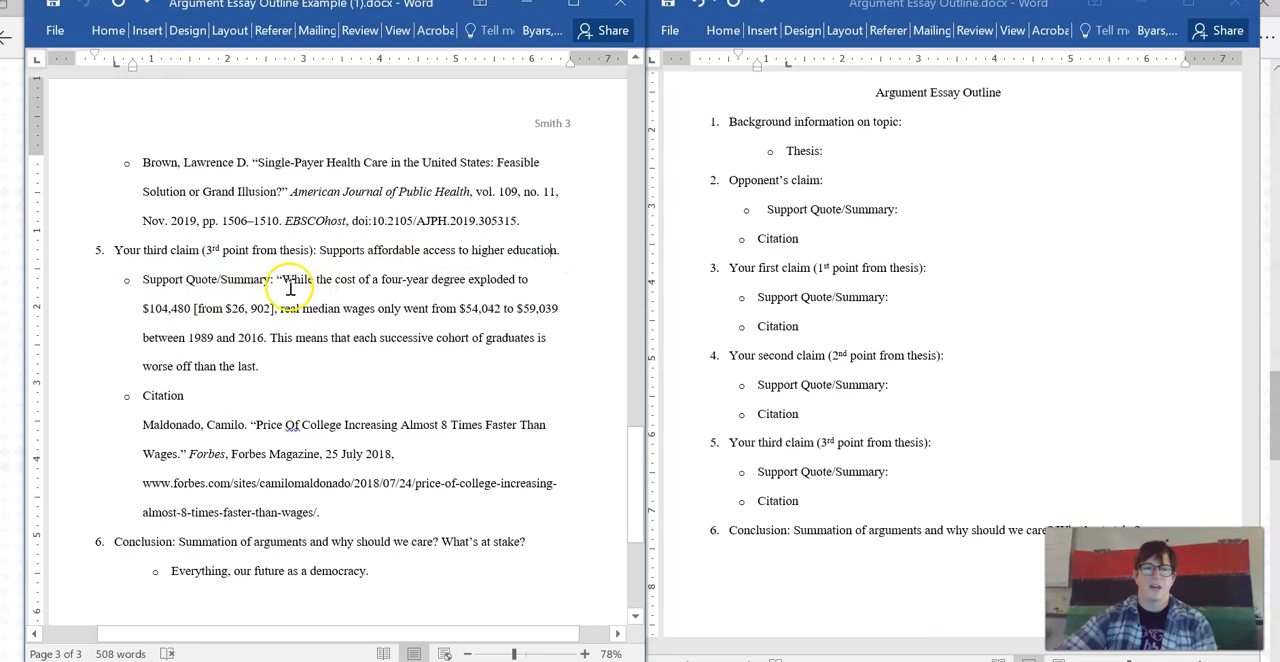 Argument Essay Outline Example (1).docx - Word
File Home Insert Design Layout Referer Mailing Review View Acroba Tell me Byars,... Share
Smith 3
o Brown, Lawrence D. “Single-Payer Health Care in the United States: Feasible
Solution or Grand Illusion?” American Journal of Public Health, vol. 109, no. 11,
Nov. 2019, pp. 1506–1510. EBSCOhost, doi:10.2105/AJPH.2019.305315.
5. Your third claim (3rd point from thesis): Supports affordable access to higher education.
o Support Quote/Summary: “While the cost of a four-year degree exploded to
$104,480 [from $26, 902], real median wages only went from $54,042 to $59,039
between 1989 and 2016. This means that each successive cohort of graduates is
worse off than the last.
o Citation
Maldonado, Camilo. “Price Of College Increasing Almost 8 Times Faster Than
Wages.” Forbes, Forbes Magazine, 25 July 2018,
www.forbes.com/sites/camilomaldonado/2018/07/24/price-of-college-increasing-
almost-8-times-faster-than-wages/.
6. Conclusion: Summation of arguments and why should we care? What’s at stake?
o Everything, our future as a democracy.
Page 3 of 3 508 words 78%
Argument Essay Outline.docx - Word
File Home Insert Design Layout Referer Mailing Review View Acroba Tell me Byars,... Share
Argument Essay Outline
1. Background information on topic:
o Thesis:
2. Opponent’s claim:
o Support Quote/Summary:
o Citation
3. Your first claim (1st point from thesis):
o Support Quote/Summary:
o Citation
4. Your second claim (2nd point from thesis):
o Support Quote/Summary:
o Citation
5. Your third claim (3rd point from thesis):
o Support Quote/Summary:
o Citation
6. Conclusion: Summation of arguments and why should we care?